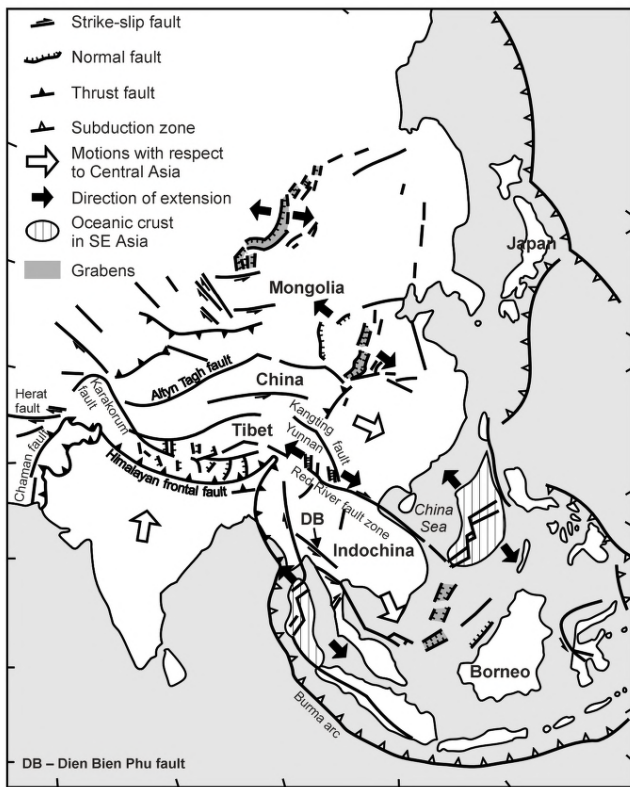 Strike-slip fault
Normal fault
Thrust fault
Subduction zone
Motions with respect
to Central Asia
Direction of extension
Oceanic crust
in SE Asia
Grabens
Japan
Mongolia
Altyn Tagh fault
China
Herat
fault
Karakorum
fault
Kangting fault
Tibet
Yunnan
Chaman fault
Himalayan frontal fault
Red River fault zone
China
Sea
DB
Indochina
Borneo
Burma arc
DB – Dien Bien Phu fault